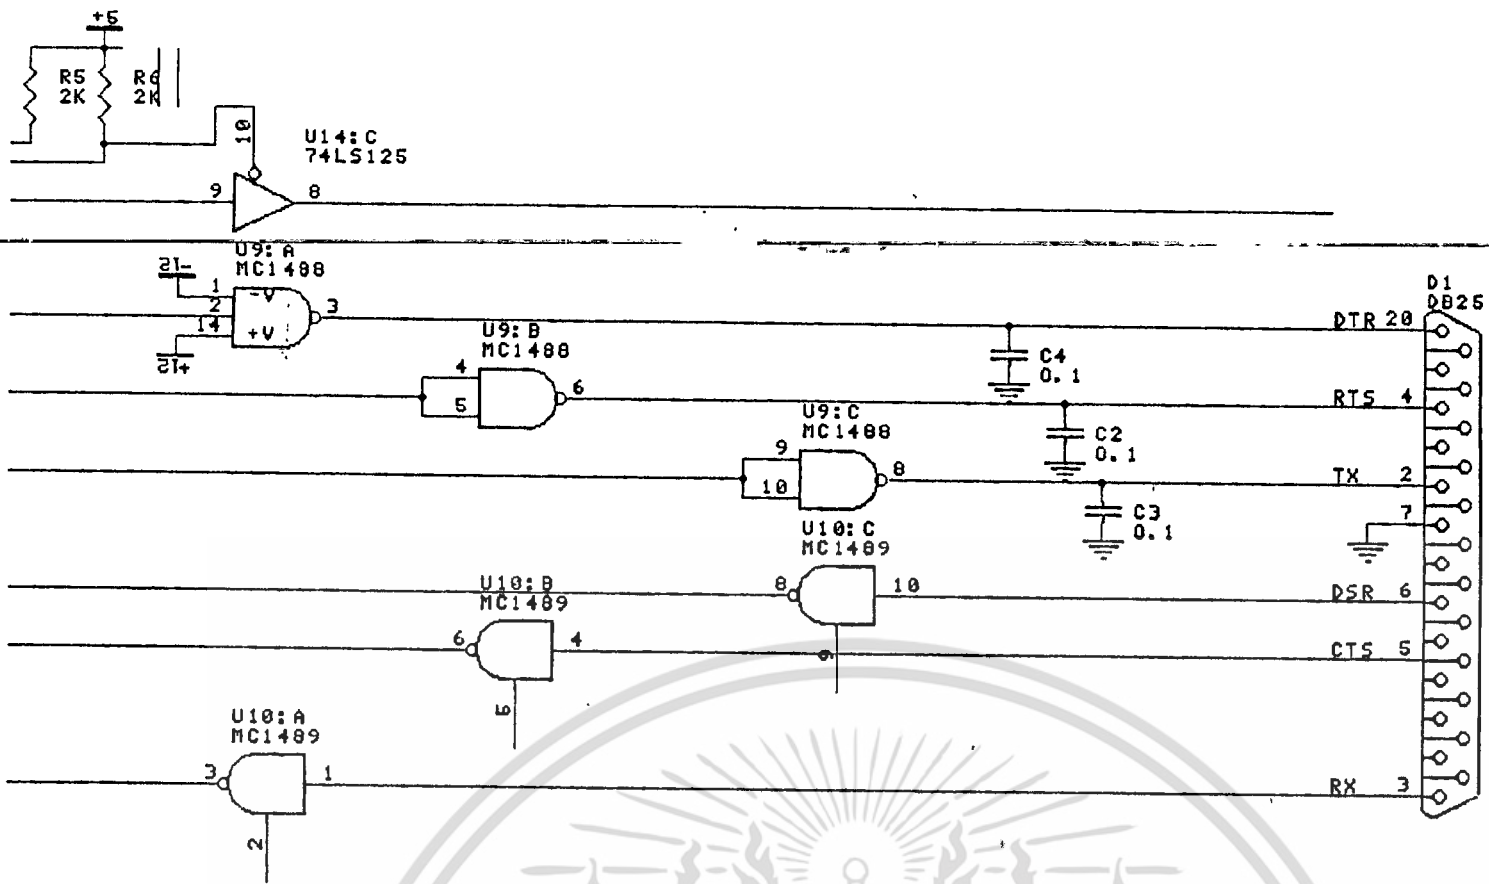 +5
R5
2K
R6
2K
10
U14:C
74LS125
9
8
U9:A
MC1488
-12
1
-V
2
3
14
+V
+12
D1
DB25
DTR 20
U9:B
MC1488
4
5
6
C4
0.1
RTS 4
U9:C
MC1488
9
10
8
C2
0.1
TX 2
C3
0.1
7
U10:C
MC1489
8
10
9
DSR 6
U10:B
MC1489
6
4
5
CTS 5
U10:A
MC1489
3
1
2
RX 3